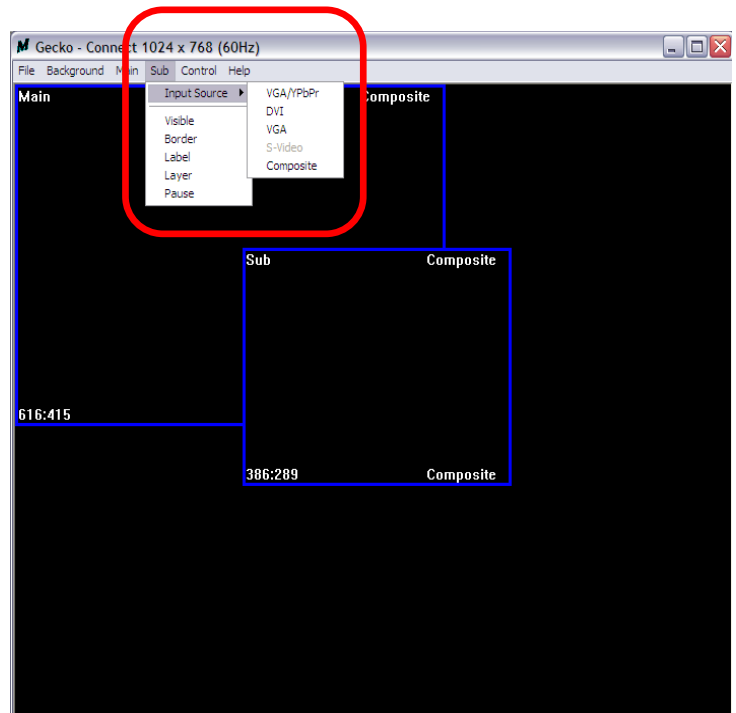 Gecko - Connect 1024 x 768 (60Hz)
File Background Main Sub Control Help
Main Composite
Input Source
Visible
Border
Label
Layer
Pause
VGA/YPbPr
DVI
VGA
S-Video
Composite
Sub Composite
616:415
386:289 Composite